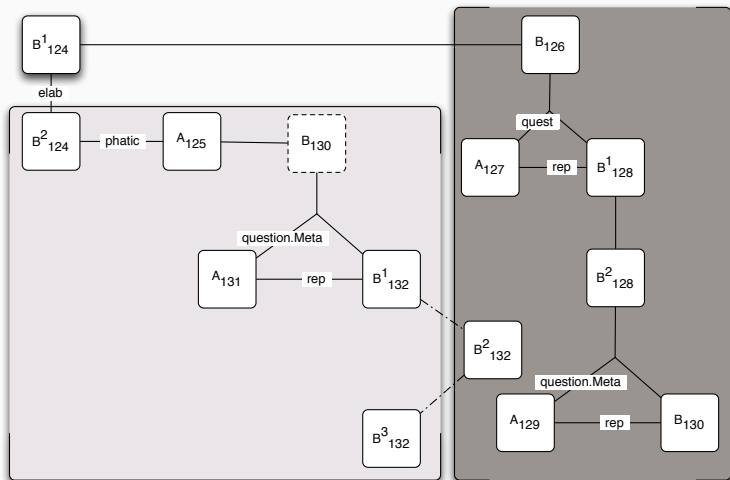 B¹₁₂₄
B₁₂₆
elab
quest
B²₁₂₄
phatic
A₁₂₅
B₁₃₀
A₁₂₇
rep
B¹₁₂₈
question.Meta
A₁₃₁
rep
B¹₁₃₂
B²₁₂₈
B²₁₃₂
question.Meta
B³₁₃₂
A₁₂₉
rep
B₁₃₀